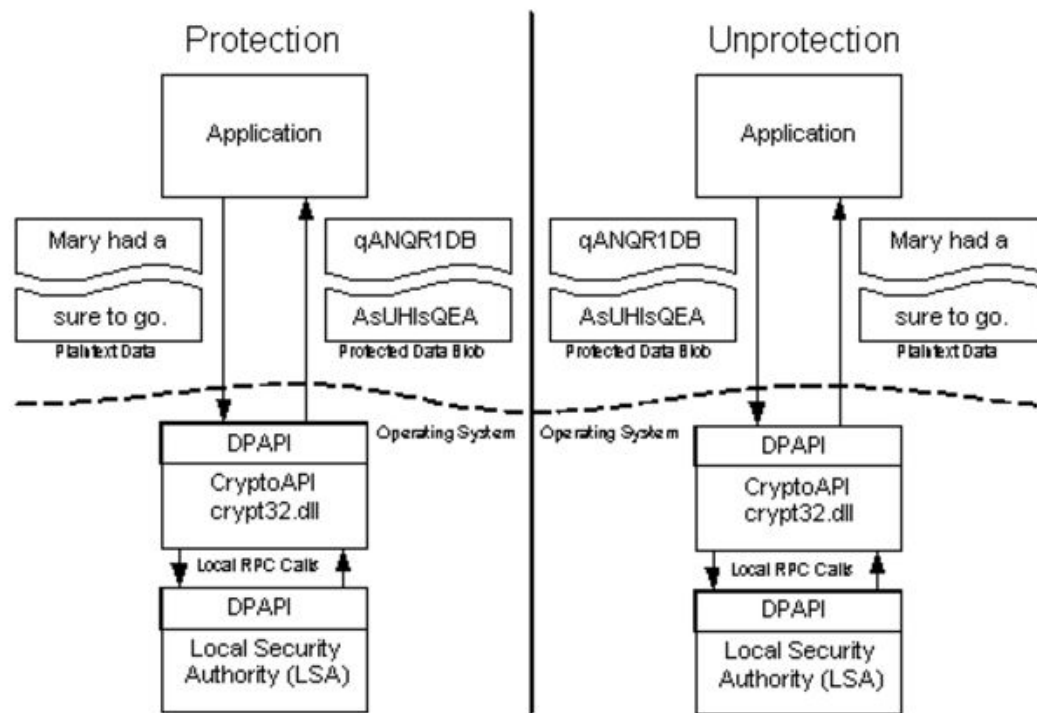 Protection
Application
Mary had a
sure to go.
Plaintext Data
qANQR1DB
AsUHIsQEA
Protected Data Blob
Operating System
DPAPI
CryptoAPI
crypt32.dll
Local RPC Calls
DPAPI
Local Security
Authority (LSA)
Unprotection
Application
qANQR1DB
AsUHIsQEA
Protected Data Blob
Mary had a
sure to go.
Plaintext Data
Operating System
DPAPI
CryptoAPI
crypt32.dll
Local RPC Calls
DPAPI
Local Security
Authority (LSA)